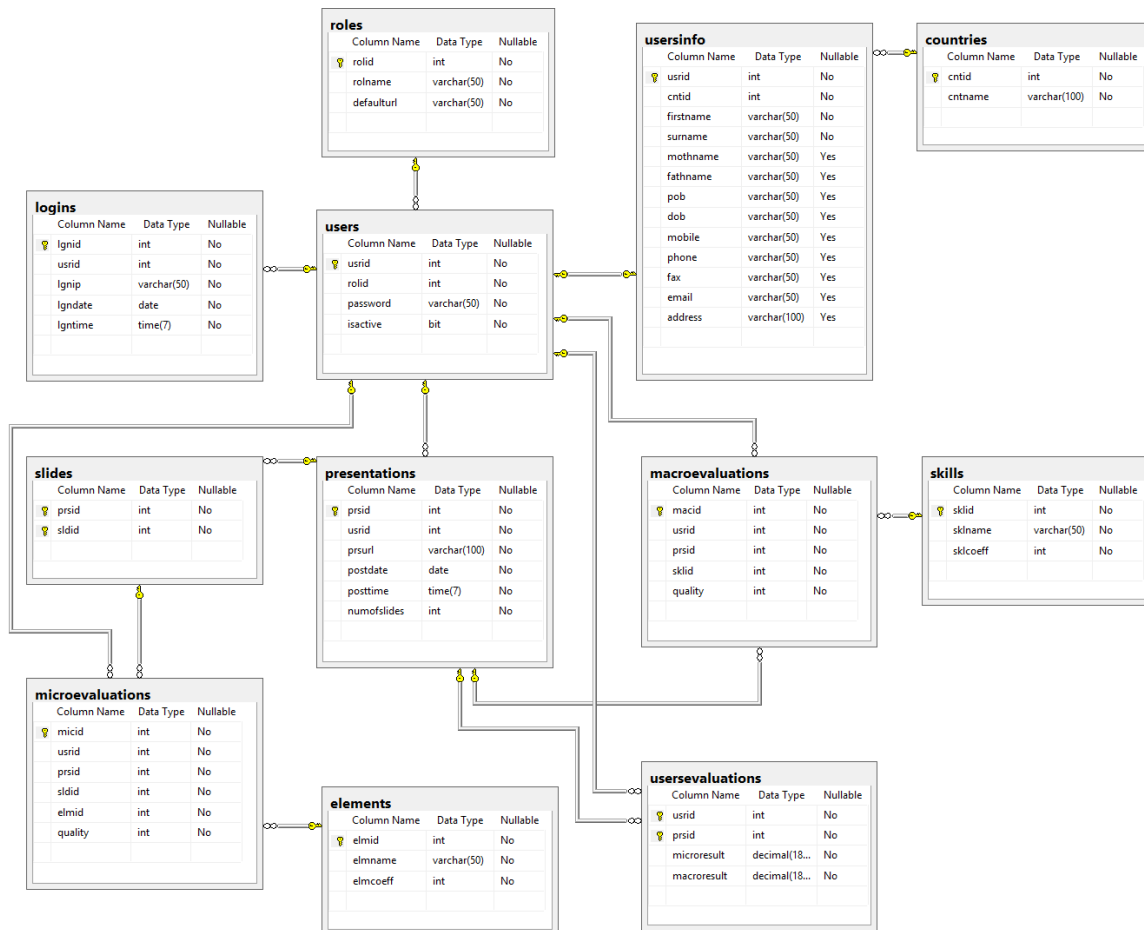 roles
Column Name Data Type Nullable
rolid int No
rolname varchar(50) No
defaulturl varchar(50) No
usersinfo
Column Name Data Type Nullable
usrid int No
cntid int No
firstname varchar(50) No
surname varchar(50) No
mothname varchar(50) Yes
fathname varchar(50) Yes
pob varchar(50) Yes
dob varchar(50) Yes
mobile varchar(50) Yes
phone varchar(50) Yes
fax varchar(50) Yes
email varchar(50) Yes
address varchar(100) Yes
countries
Column Name Data Type Nullable
cntid int No
cntname varchar(100) No
logins
Column Name Data Type Nullable
lgnid int No
usrid int No
lgnip varchar(50) No
lgndate date No
lgntime time(7) No
users
Column Name Data Type Nullable
usrid int No
rolid int No
password varchar(50) No
isactive bit No
slides
Column Name Data Type Nullable
prsid int No
sldid int No
presentations
Column Name Data Type Nullable
prsid int No
usrid int No
prsurl varchar(100) No
postdate date No
posttime time(7) No
numofslides int No
macroevaluations
Column Name Data Type Nullable
macid int No
usrid int No
prsid int No
sklid int No
quality int No
skills
Column Name Data Type Nullable
sklid int No
sklname varchar(50) No
sklcoeff int No
microevaluations
Column Name Data Type Nullable
micid int No
usrid int No
prsid int No
sldid int No
elmid int No
quality int No
elements
Column Name Data Type Nullable
elmid int No
elmname varchar(50) No
elmcoeff int No
usersevaluations
Column Name Data Type Nullable
usrid int No
prsid int No
microresult decimal(18... No
macroresult decimal(18... No